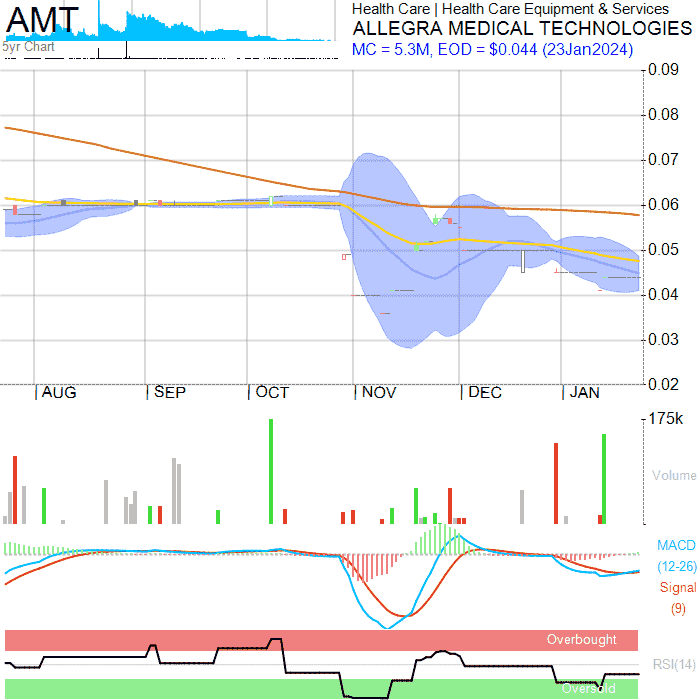 AMT
5yr Chart
Health Care | Health Care Equipment & Services
ALLEGRA MEDICAL TECHNOLOGIES
MC = 5.3M, EOD = $0.044 (23Jan2024)
0.09
0.08
0.07
0.06
0.05
0.04
0.03
0.02
AUG SEP OCT NOV DEC JAN
175k
Volume
MACD
(12-26)
Signal
(9)
Overbought
RSI(14)
Oversold